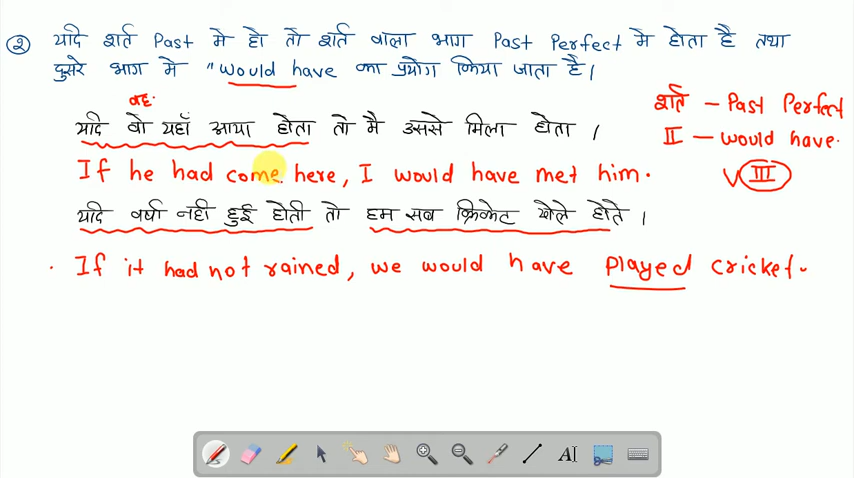 ② यदि शर्त Past मे हो तो शर्त वाला भाग Past Perfect मे होता है तथा
दुसरे भाग मे "would have का प्रयोग किया जाता है।
वह
यदि वो यहाँ आया होता तो मै उससे मिला होता ।
If he had come here, I would have met him.
यदि वर्षा नही हुई होती तो हम सब क्रिकेट खेले होते ।
. If it had not rained, we would have Played cricket.
शर्त – Past Perfect
II – would have.
V III
AI